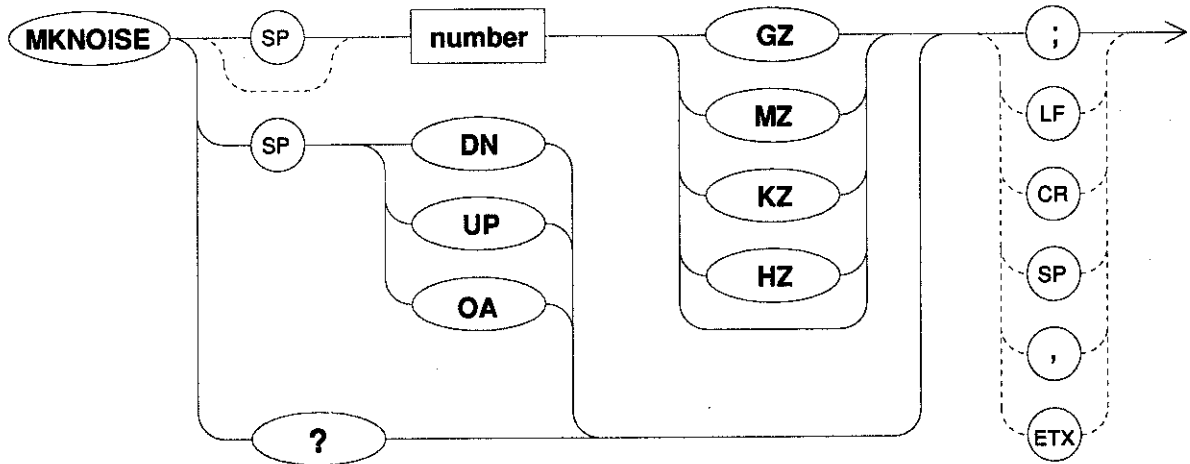 MKNOISE SP number GZ ;
MZ LF
SP DN
KZ CR
UP
HZ SP
OA
,
? ETX